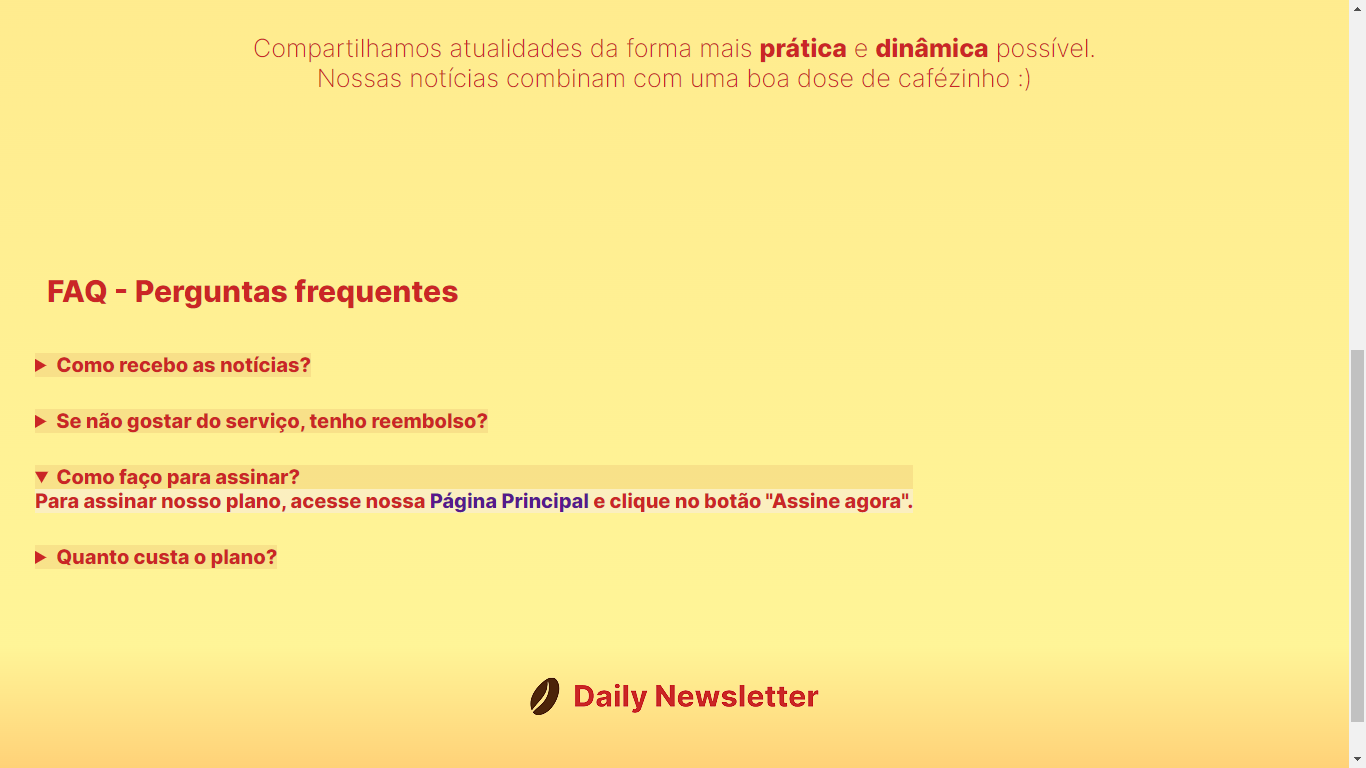 Compartilhamos atualidades da forma mais prática e dinâmica possível.
Nossas notícias combinam com uma boa dose de cafézinho :)
FAQ - Perguntas frequentes
Como recebo as notícias?
Se não gostar do serviço, tenho reembolso?
Como faço para assinar?
Para assinar nosso plano, acesse nossa Página Principal e clique no botão "Assine agora".
Quanto custa o plano?
Daily Newsletter